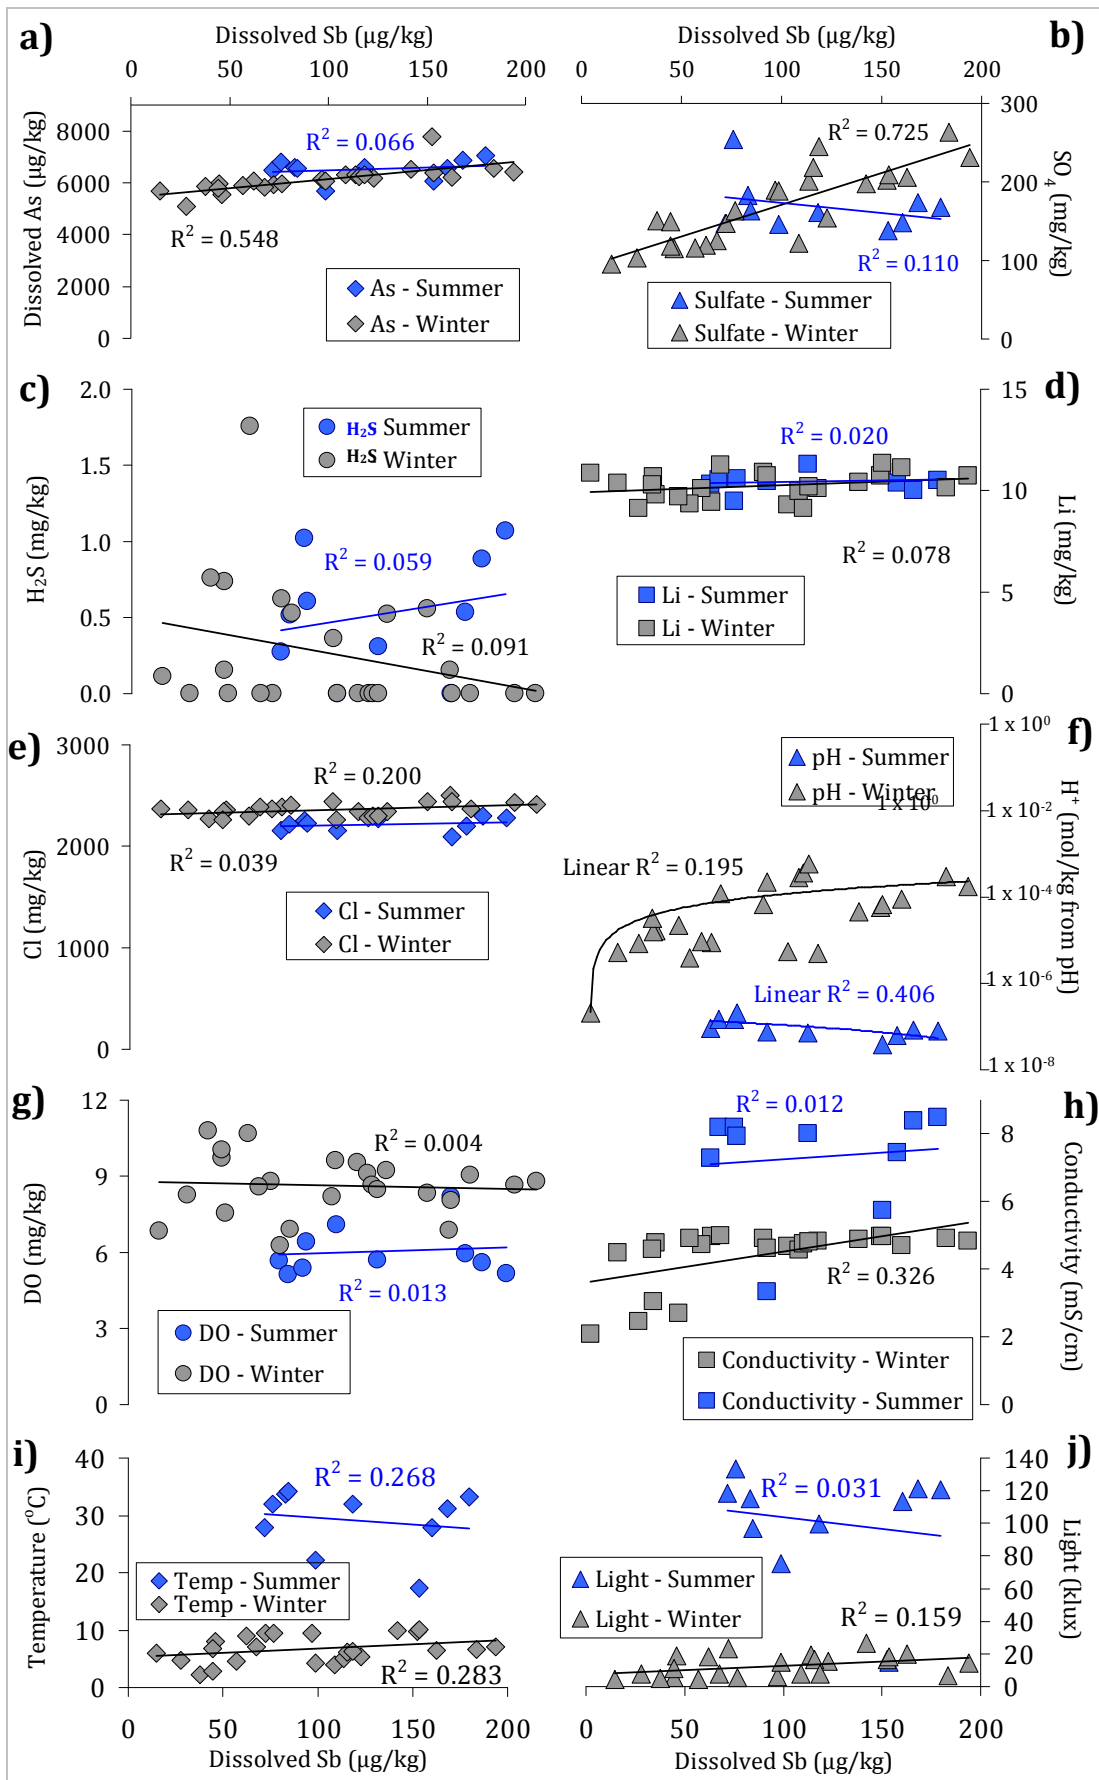 a)
Dissolved Sb (µg/kg)
0 50 100 150 200
Dissolved As (µg/kg)
8000
6000
4000
2000
0
R² = 0.066
R² = 0.548
As - Summer
As - Winter
b)
Dissolved Sb (µg/kg)
0 50 100 150 200
300
200
100
0
SO₄ (mg/kg)
R² = 0.725
R² = 0.110
Sulfate - Summer
Sulfate - Winter
c)
H₂S (mg/kg)
2.0
1.5
1.0
0.5
0.0
H₂S Summer
H₂S Winter
R² = 0.059
R² = 0.091
d)
15
10
5
0
Li (mg/kg)
R² = 0.020
R² = 0.078
Li - Summer
Li - Winter
e)
Cl (mg/kg)
3000
2000
1000
0
R² = 0.200
R² = 0.039
Cl - Summer
Cl - Winter
f)
1 x 10⁰
1 x 10⁻²
1 x 10⁻⁴
1 x 10⁻⁶
1 x 10⁻⁸
H⁺ (mol/kg from pH)
pH - Summer
pH - Winter
1 x 10⁰
Linear R² = 0.195
Linear R² = 0.406
g)
DO (mg/kg)
12
9
6
3
0
R² = 0.004
R² = 0.013
DO - Summer
DO - Winter
h)
8
6
4
2
0
Conductivity (mS/cm)
R² = 0.012
R² = 0.326
Conductivity - Winter
Conductivity - Summer
i)
Temperature (⁰C)
40
30
20
10
0
R² = 0.268
Temp - Summer
Temp - Winter
R² = 0.283
0 50 100 150 200
Dissolved Sb (µg/kg)
j)
140
120
100
80
60
40
20
0
Light (klux)
R² = 0.031
Light - Summer
Light - Winter
R² = 0.159
0 50 100 150 200
Dissolved Sb (µg/kg)